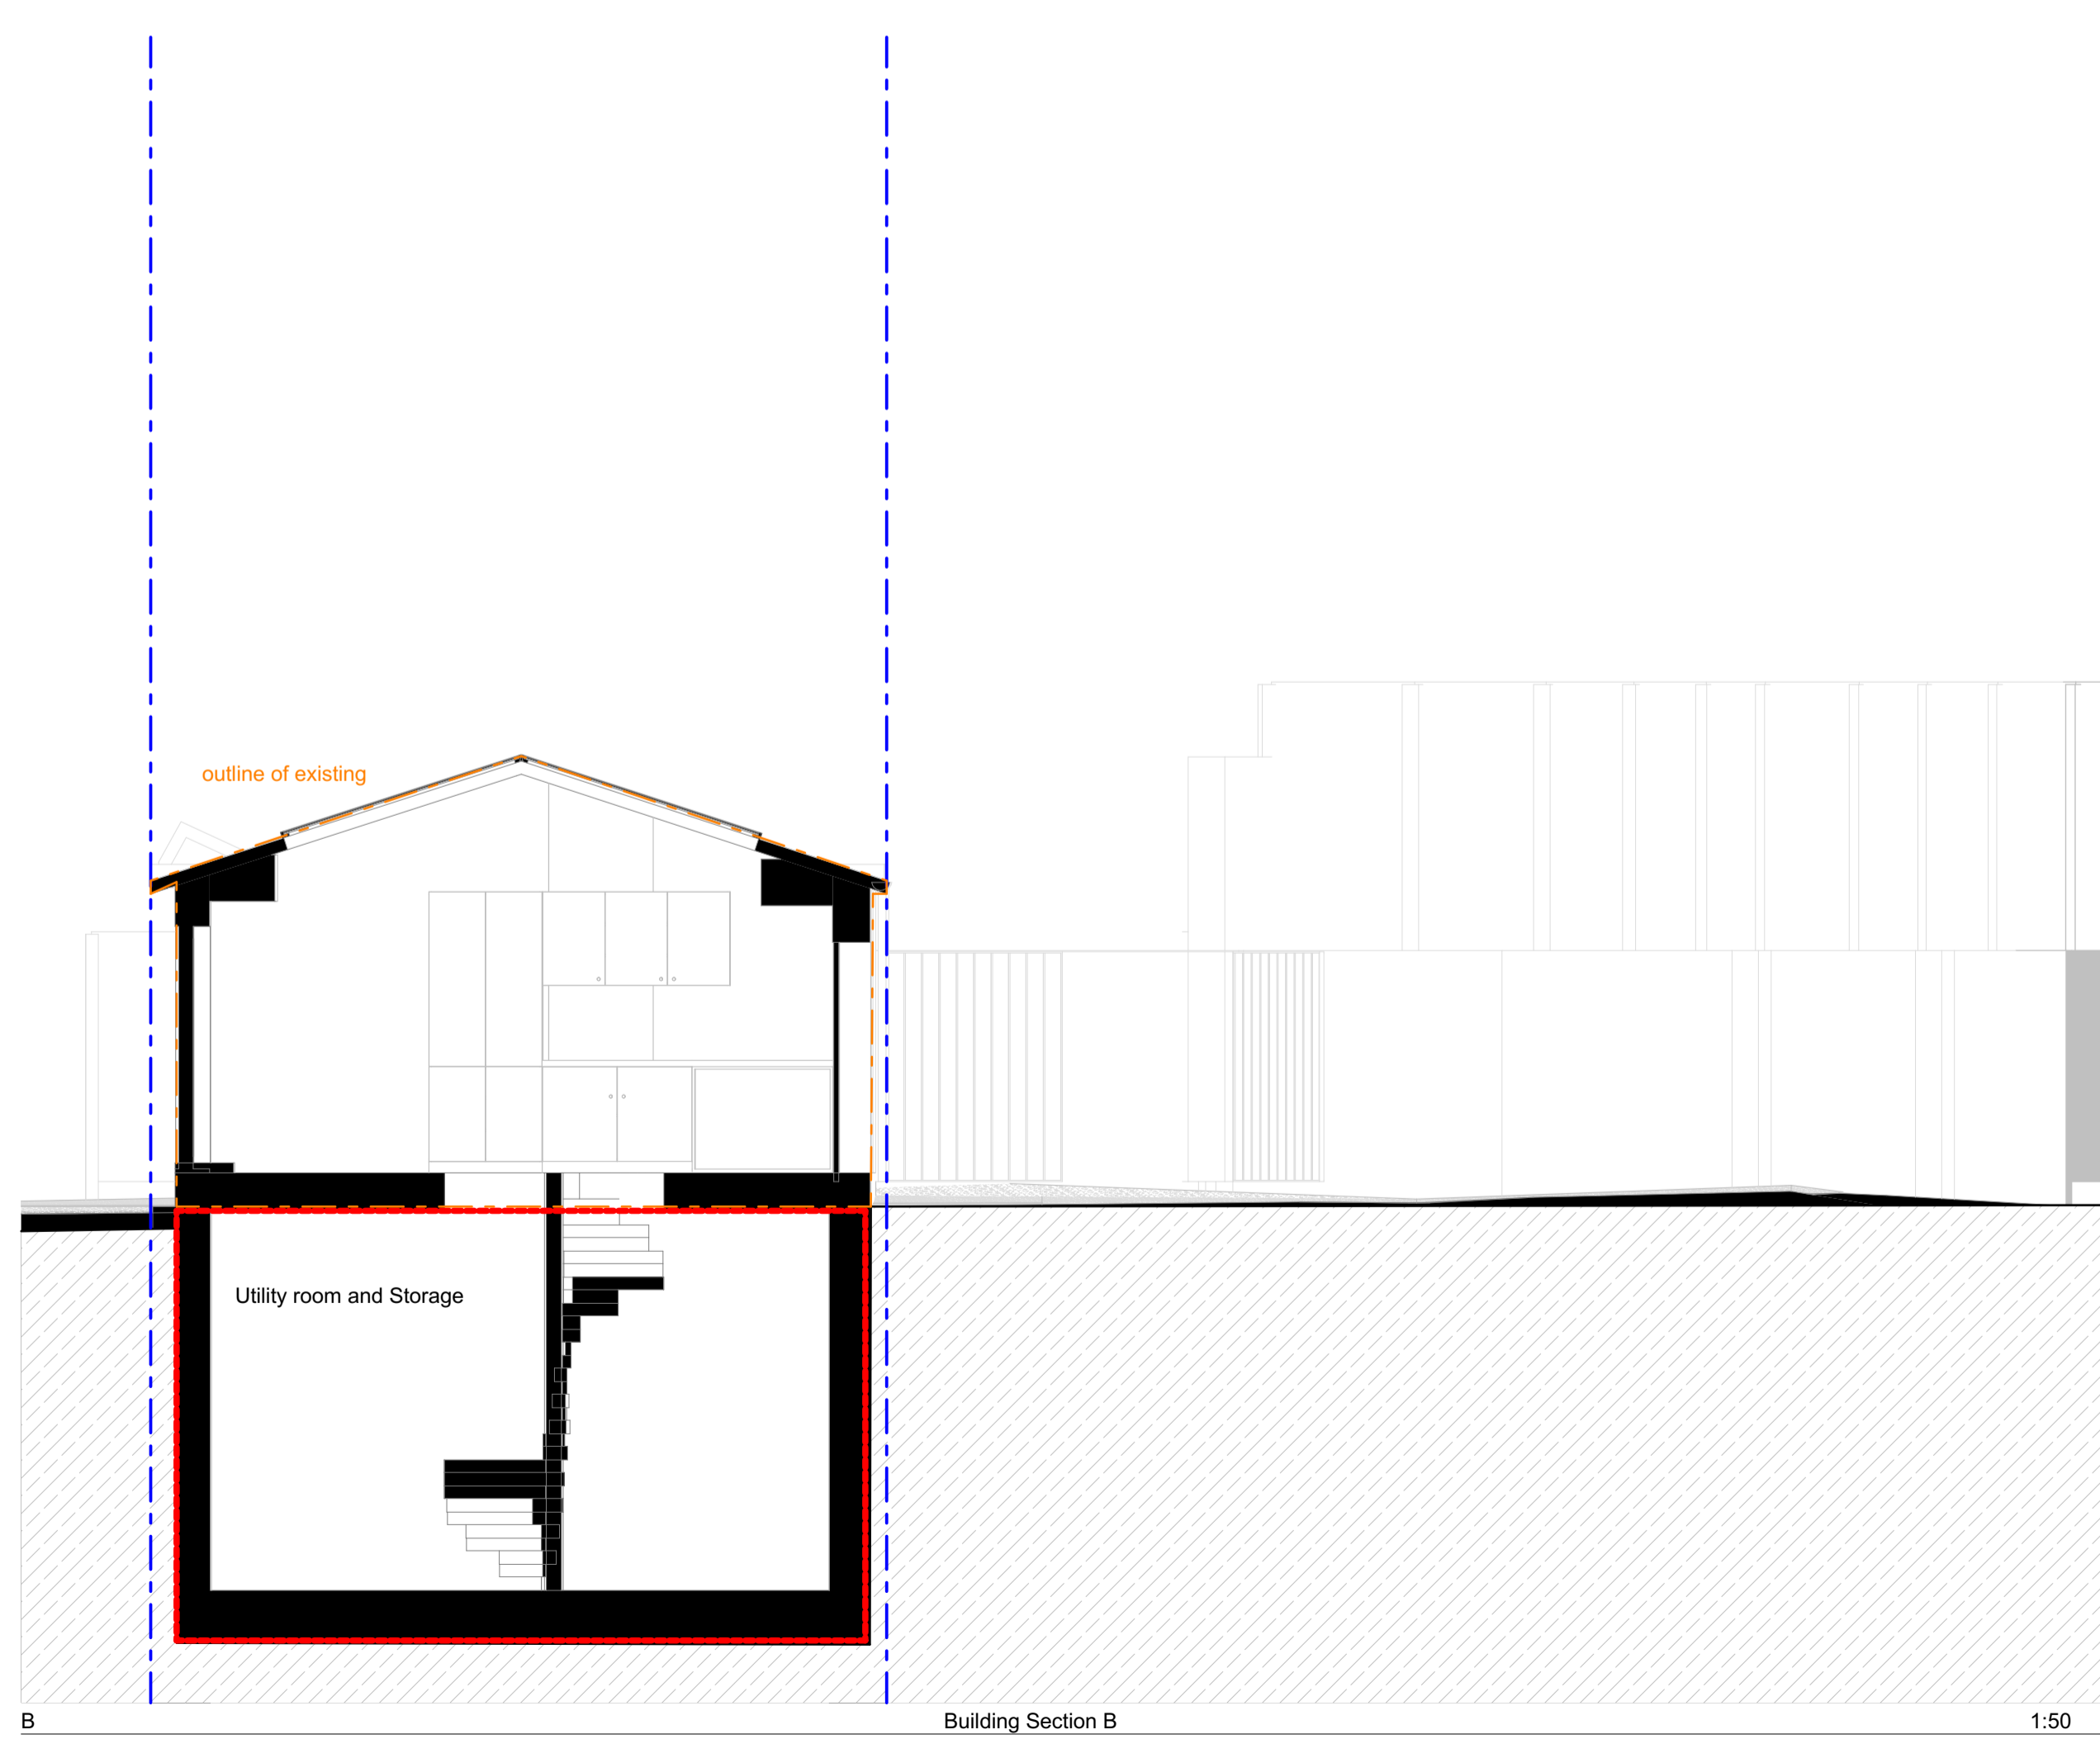 outline of existing
Utility room and Storage
B
Building Section B
1:50